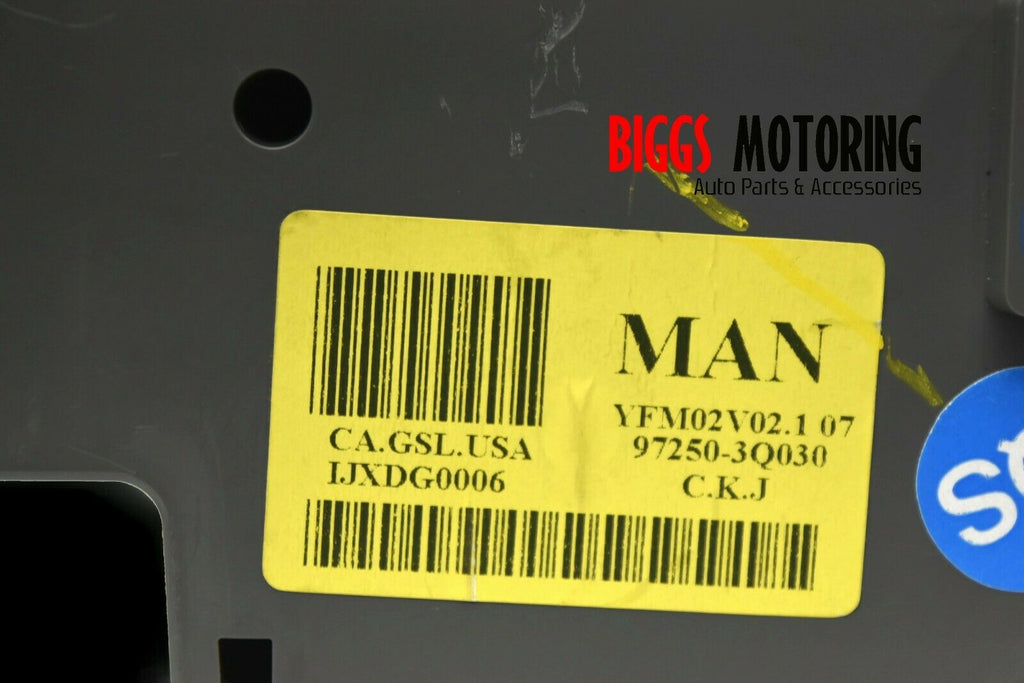 BIGGS MOTORING
Auto Parts & Accessories
MAN
YFM02V02.1 07
97250-3Q030
C.K.J
CA.GSL.USA
IJXDG0006